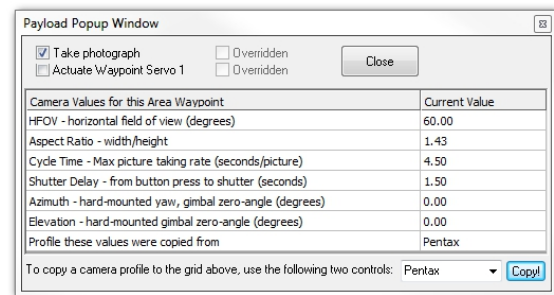 Payload Popup Window
Take photograph Overridden
Actuate Waypoint Servo 1 Overridden
Close
Camera Values for this Area Waypoint Current Value
HFOV - horizontal field of view (degrees) 60.00
Aspect Ratio - width/height 1.43
Cycle Time - Max picture taking rate (seconds/picture) 4.50
Shutter Delay - from button press to shutter (seconds) 1.50
Azimuth - hard-mounted yaw, gimbal zero-angle (degrees) 0.00
Elevation - hard-mounted gimbal zero-angle (degrees) 0.00
Profile these values were copied from Pentax
To copy a camera profile to the grid above, use the following two controls: Pentax Copy!